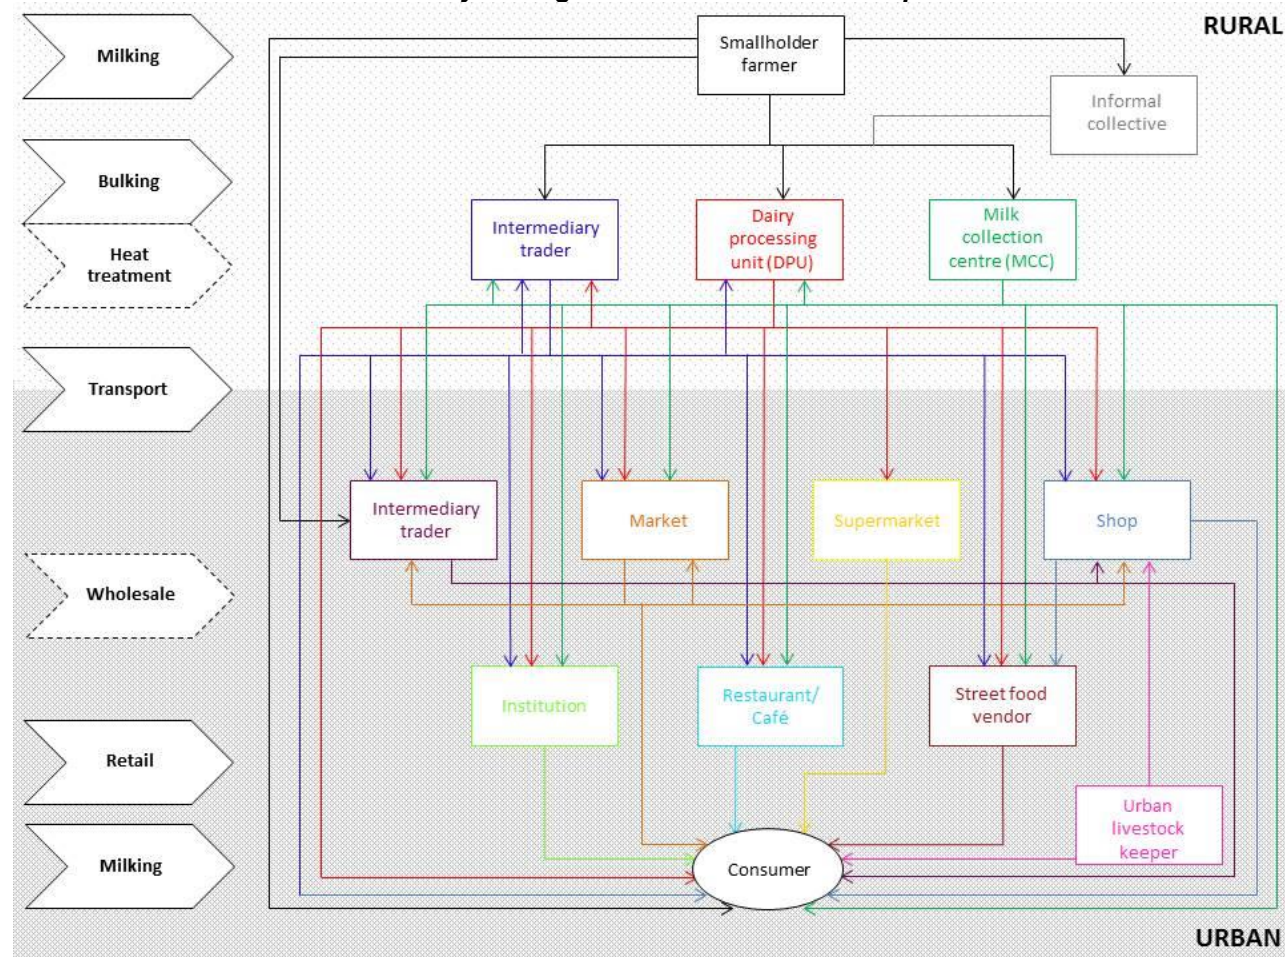 RURAL
Milking
Smallholder
farmer
Informal
collective
Bulking
Heat
treatment
Intermediary
trader
Dairy
processing
unit (DPU)
Milk
collection
centre (MCC)
Transport
Intermediary
trader
Market
Supermarket
Shop
Wholesale
Institution
Restaurant/
Café
Street food
vendor
Retail
Urban
livestock
keeper
Milking
Consumer
URBAN